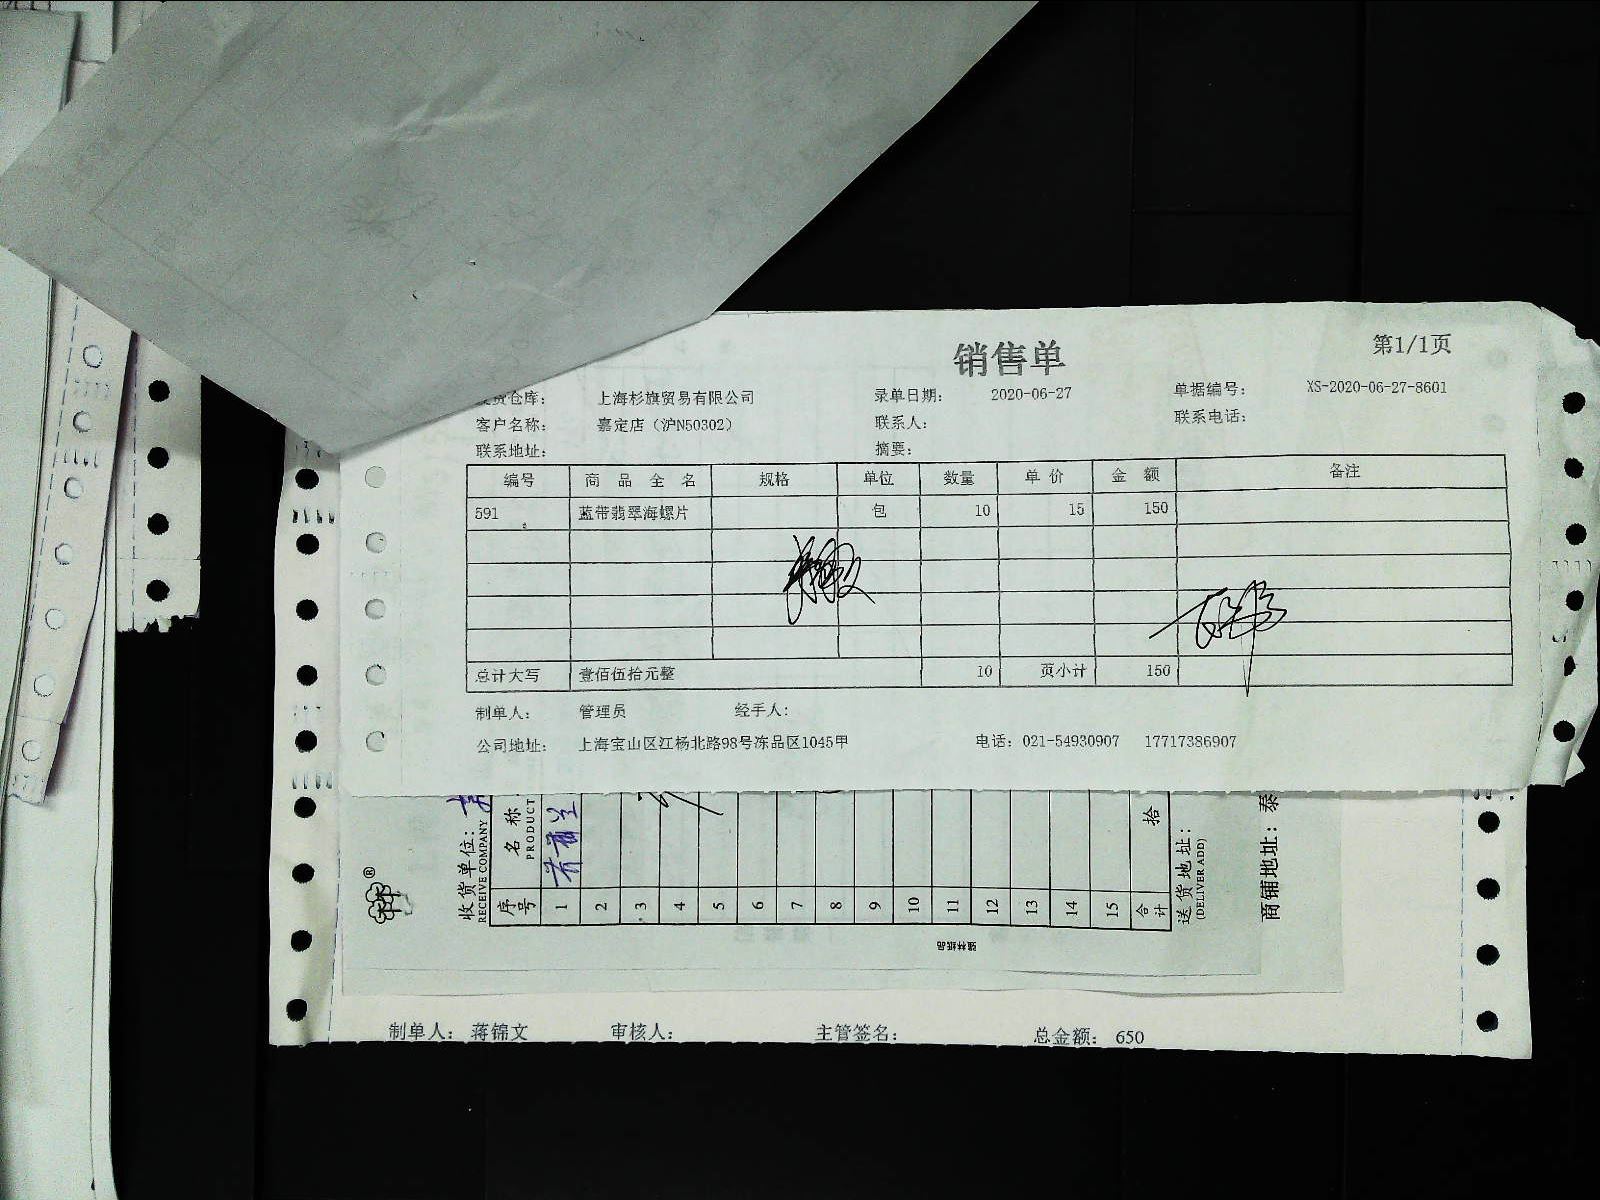 销售单
第1/1页
仓库： 上海杉旗贸易有限公司 录单日期： 2020-06-27 单据编号： XS-2020-06-27-8601
客户名称： 嘉定店（沪N50302） 联系人： 联系电话：
联系地址： 摘要：
编号 商品全名 规格 单位 数量 单价 金额 备注
591 蓝带翡翠海螺片 包 10 15 150
总计大写 壹佰伍拾元整 10 页小计 150
制单人： 管理员 经手人：
公司地址： 上海宝山区江杨北路98号冻品区1045甲 电话：021-54930907 17717386907
收货单位：
RECEIVE COMPANY
序号 名称
PRODUCT
1
2
3
4
5
6
7
8
9
10
11
12
13
14
15
合计 拾
送货地址：
(DELIVER ADD)
商铺地址：泰
制单人： 蒋锦文 审核人： 主管签名： 总金额： 650